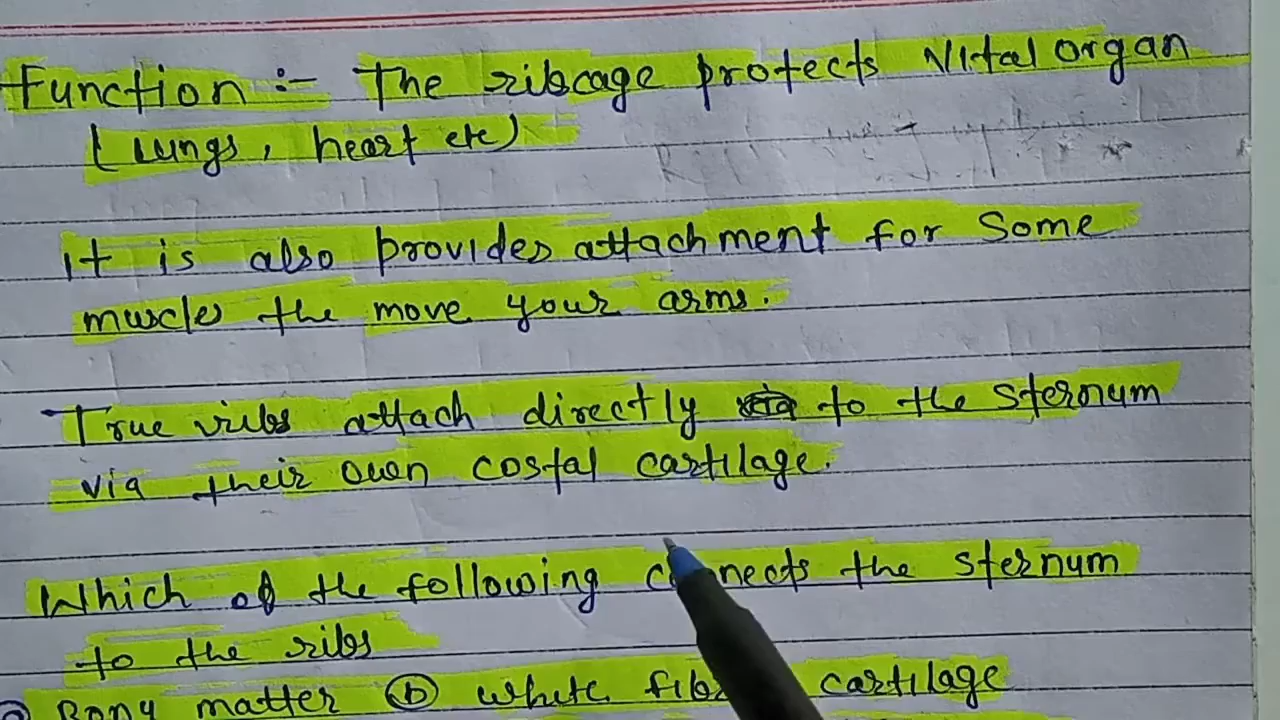 Function :- The ribcage protects Vital organ
(Lungs, heart etc)
It is also provides attachment for some
muscles the move your arms.
True ribs attach directly to the sternum
via their own costal cartilage.
Which of the following connects the sternum
to the ribs
Bony matter (b) white cartilage